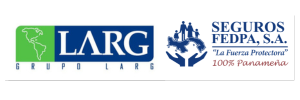 LARG
GRUPO LARG
SEGUROS
FEDPA, S.A.
"La Fuerza Protectora"
100% Panameña